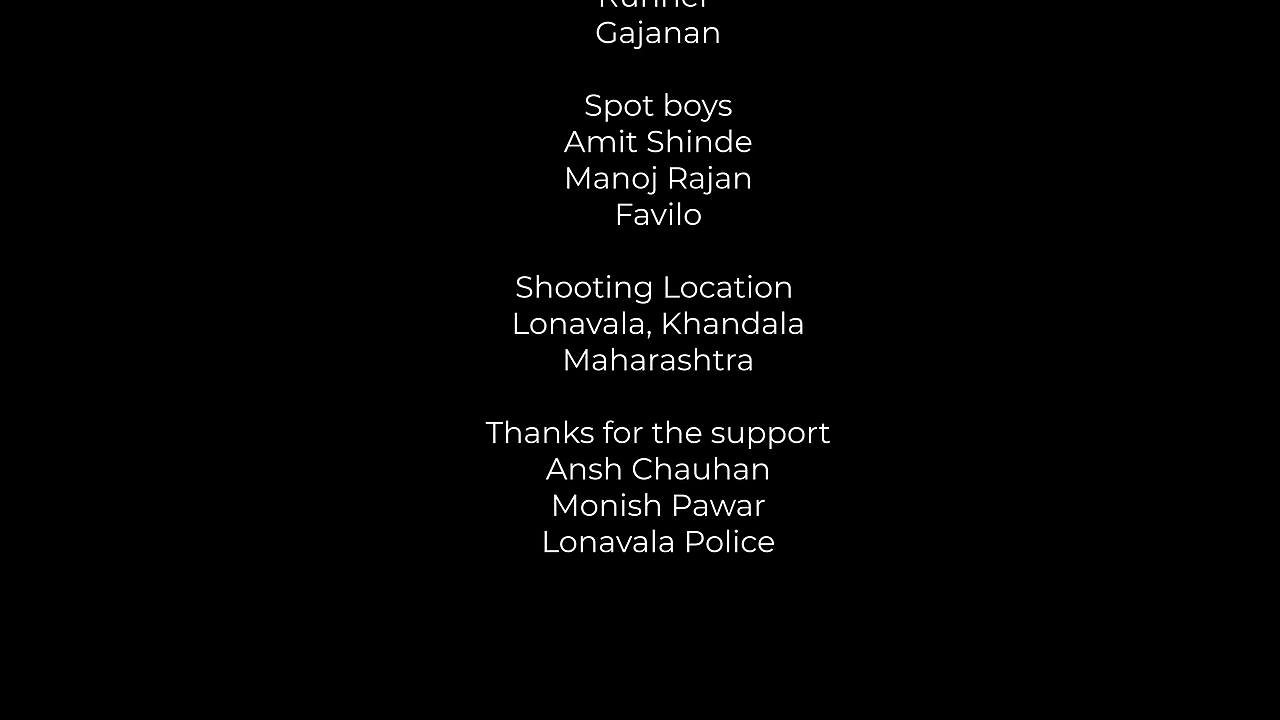 Runner
Gajanan
Spot boys
Amit Shinde
Manoj Rajan
Favilo
Shooting Location
Lonavala, Khandala
Maharashtra
Thanks for the support
Ansh Chauhan
Monish Pawar
Lonavala Police